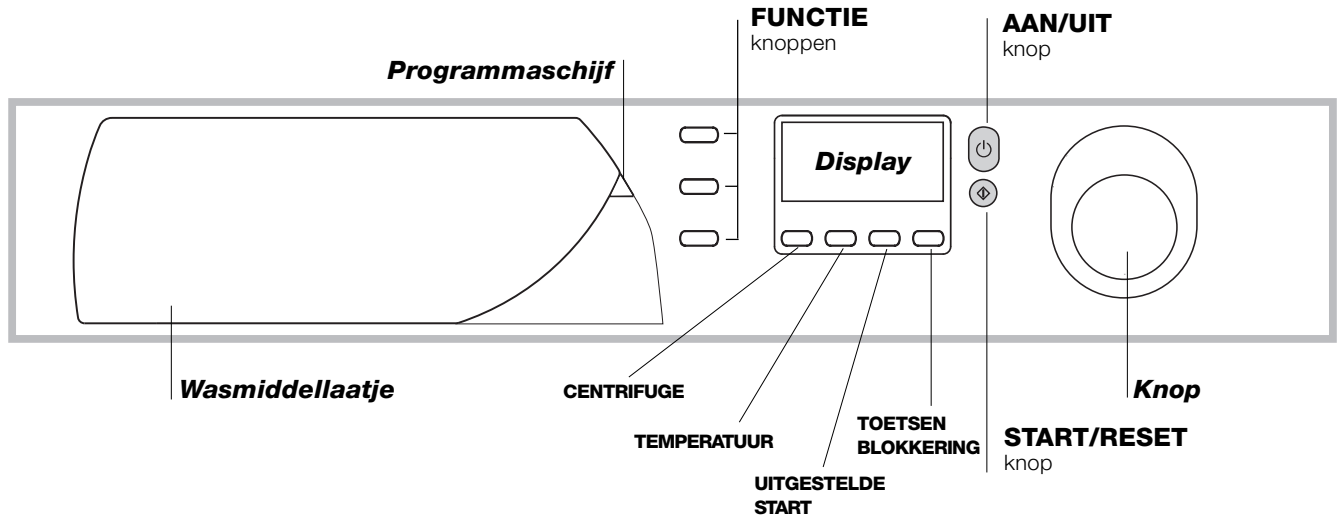 FUNCTIE
knoppen
AAN/UIT
knop
Programmaschijf
Display
Wasmiddellaatje
CENTRIFUGE
Knop
TEMPERATUUR
TOETSEN
BLOKKERING
START/RESET
knop
UITGESTELDE
START